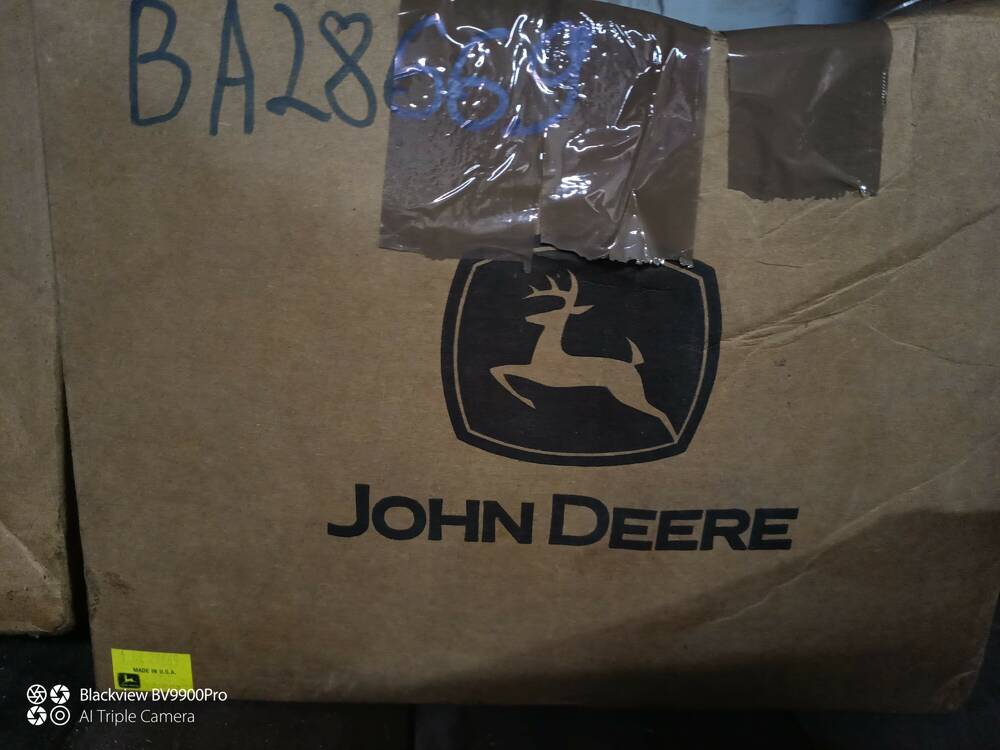 BA28669
JOHN DEERE
MADE IN U.S.A.
Blackview BV9900Pro
AI Triple Camera